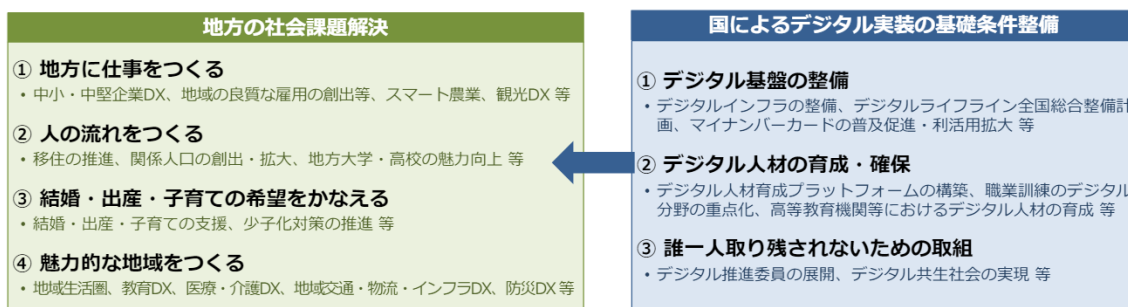 地方の社会課題解決
① 地方に仕事をつくる
・中小・中堅企業DX、地域の良質な雇用の創出等、スマート農業、観光DX 等
② 人の流れをつくる
・移住の推進、関係人口の創出・拡大、地方大学・高校の魅力向上 等
③ 結婚・出産・子育ての希望をかなえる
・結婚・出産・子育ての支援、少子化対策の推進 等
④ 魅力的な地域をつくる
・地域生活圏、教育DX、医療・介護DX、地域交通・物流・インフラDX、防災DX 等
国によるデジタル実装の基礎条件整備
① デジタル基盤の整備
・デジタルインフラの整備、デジタルライフライン全国総合整備計
画、マイナンバーカードの普及促進・利活用拡大 等
② デジタル人材の育成・確保
・デジタル人材育成プラットフォームの構築、職業訓練のデジタル
分野の重点化、高等教育機関等におけるデジタル人材の育成 等
③ 誰一人取り残されないための取組
・デジタル推進委員の展開、デジタル共生社会の実現 等